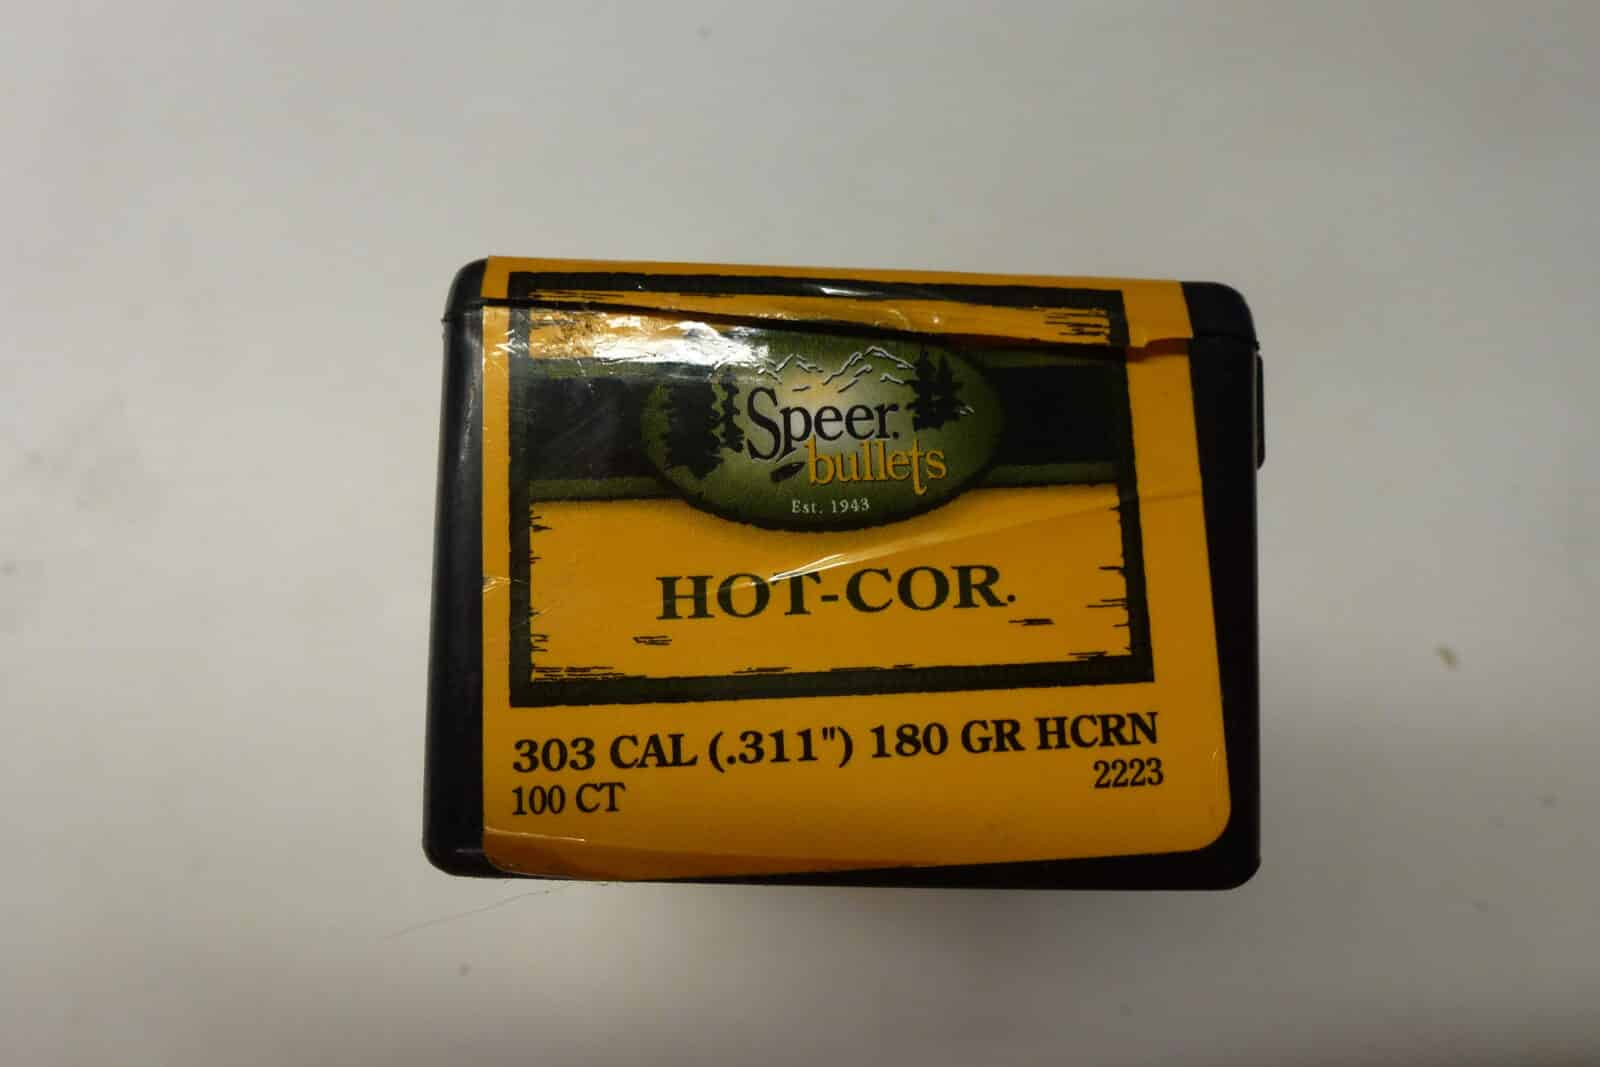 Speer.
bullets
Est. 1943
HOT-COR.
303 CAL (.311") 180 GR HCRN
100 CT
2223